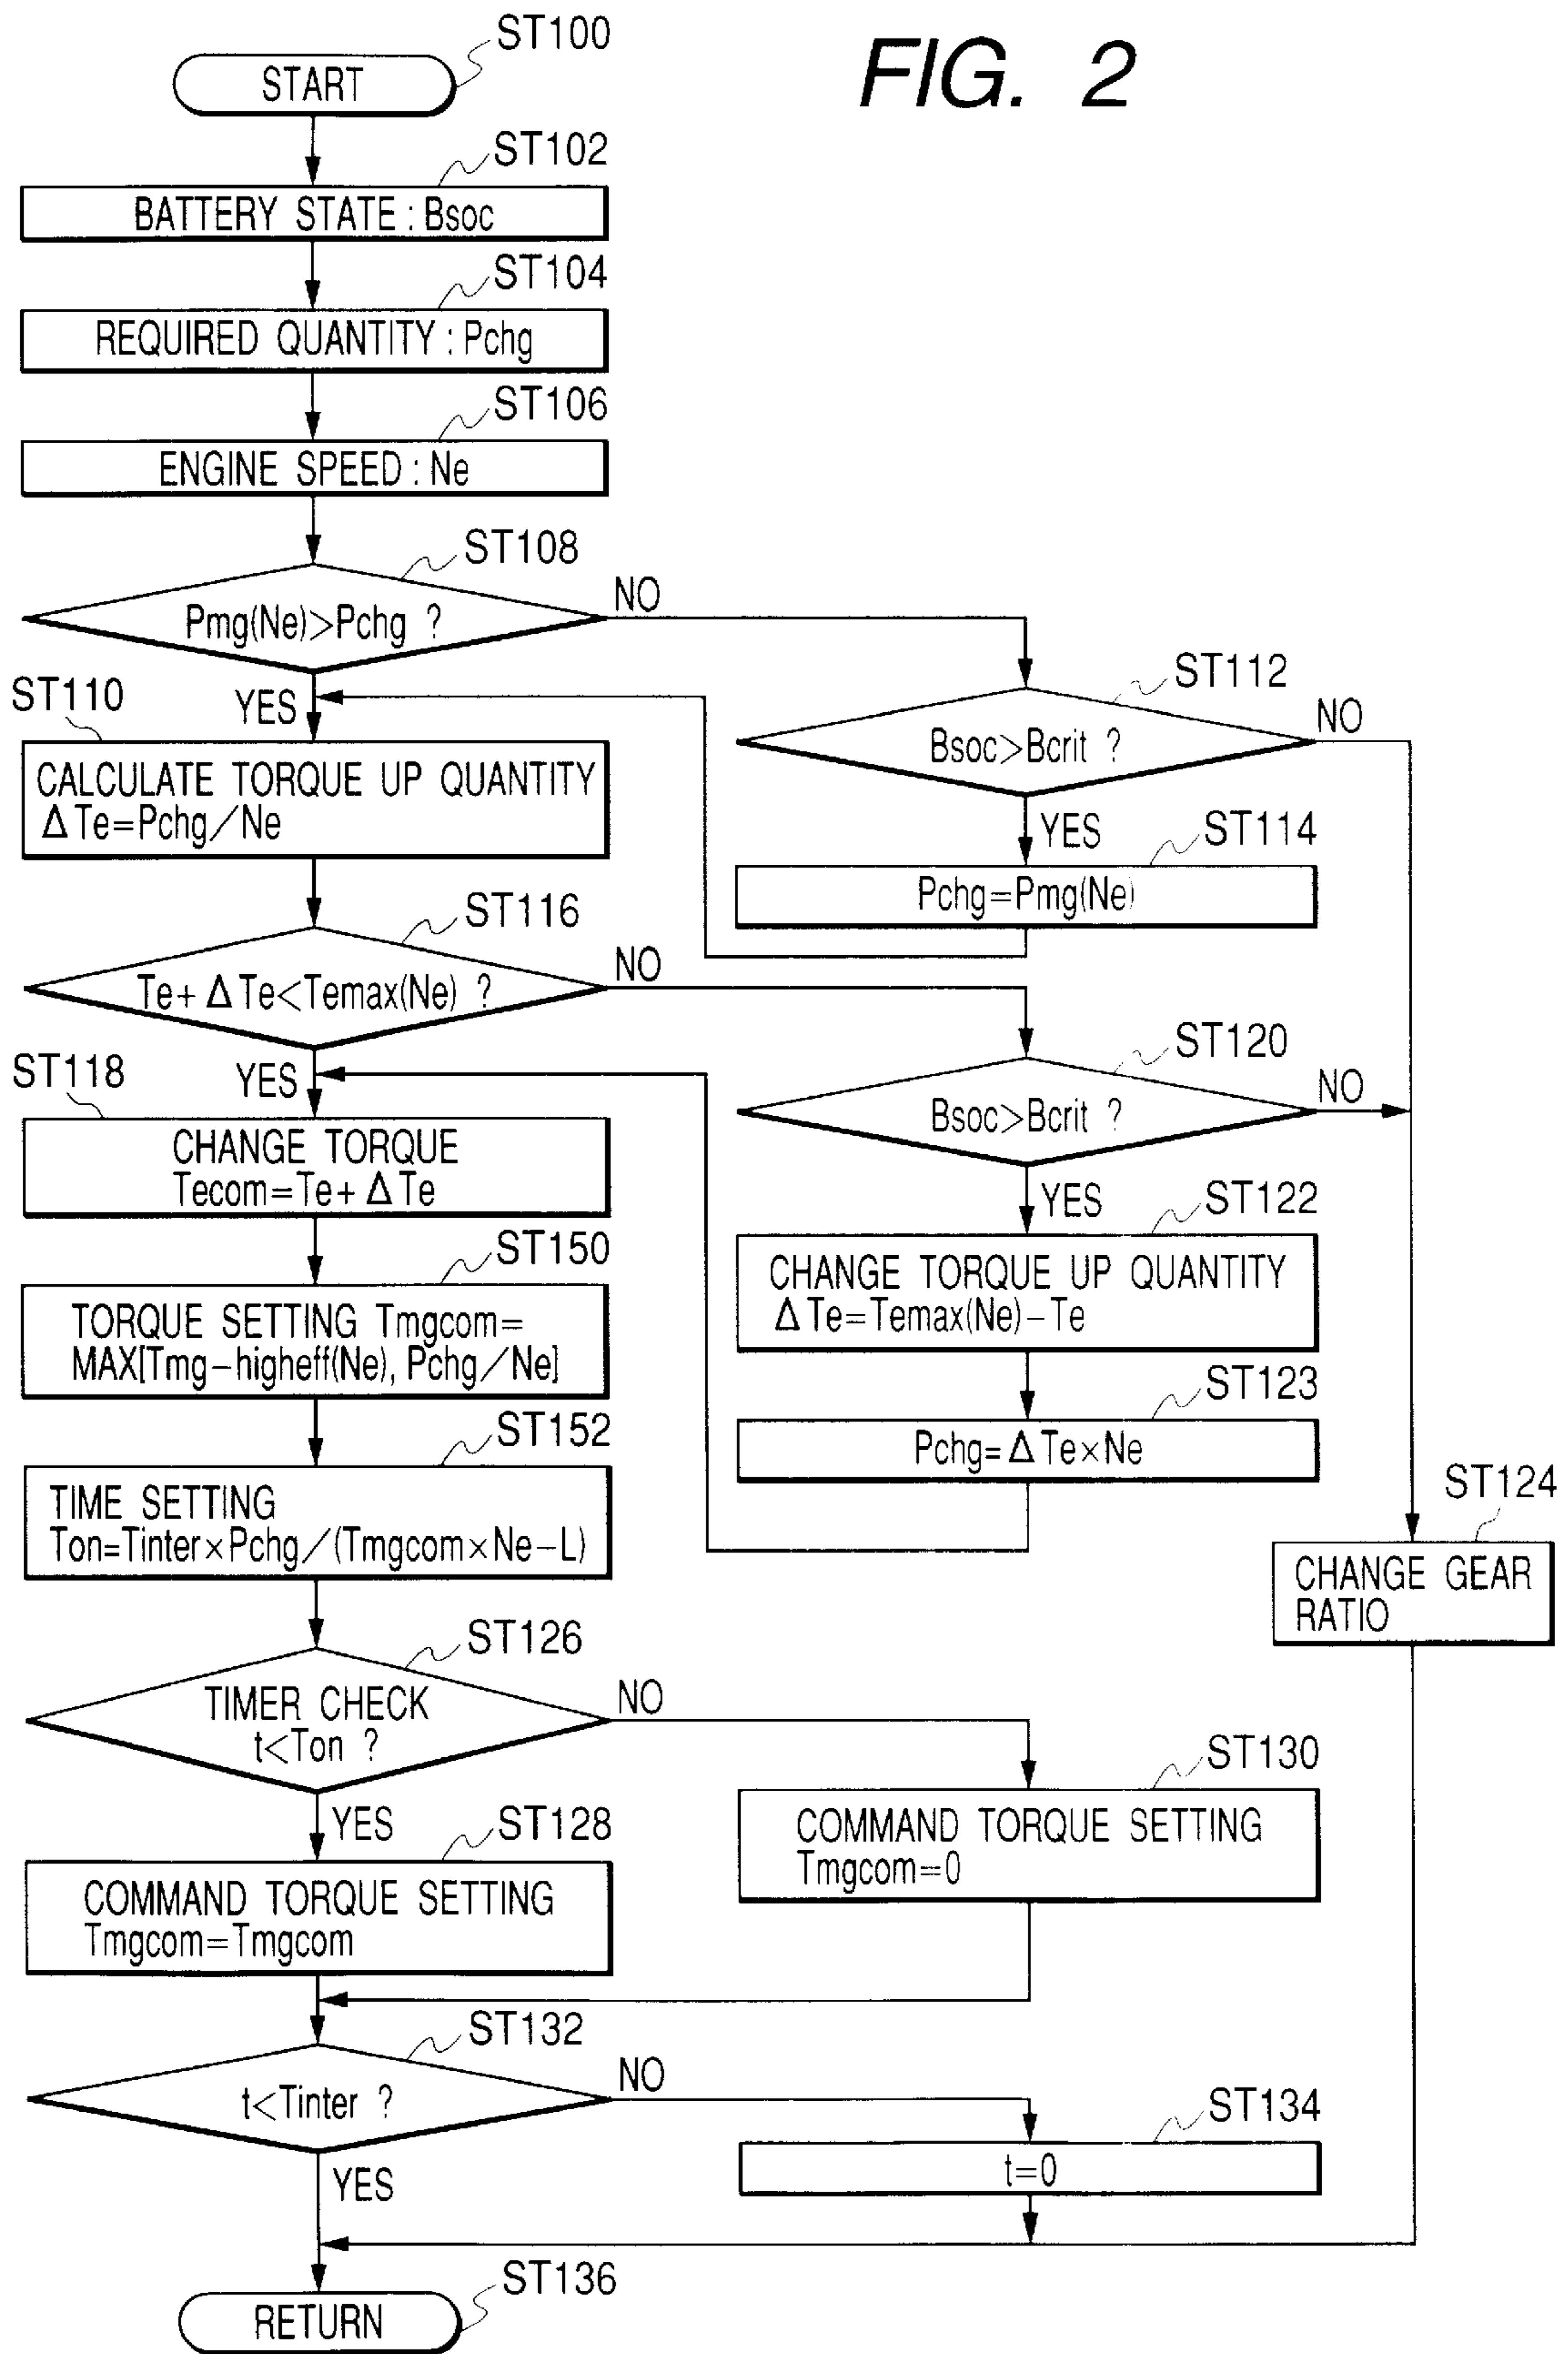 FIG. 2
ST100
START
ST102
BATTERY STATE : Bsoc
ST104
REQUIRED QUANTITY : Pchg
ST106
ENGINE SPEED : Ne
ST108
Pmg(Ne)>Pchg ?
NO
YES
ST112
Bsoc>Bcrit ?
NO
YES
ST110
CALCULATE TORQUE UP QUANTITY
ΔTe=Pchg/Ne
ST114
Pchg=Pmg(Ne)
ST116
Te+ΔTe<Temax(Ne) ?
NO
YES
ST120
Bsoc>Bcrit ?
NO
YES
ST118
CHANGE TORQUE
Tecom=Te+ΔTe
ST122
CHANGE TORQUE UP QUANTITY
ΔTe=Temax(Ne)-Te
ST150
TORQUE SETTING Tmgcom=
MAX[Tmg-higheff(Ne), Pchg/Ne]
ST123
Pchg=ΔTe×Ne
ST152
TIME SETTING
Ton=Tinter×Pchg/(Tmgcom×Ne-L)
ST124
CHANGE GEAR
RATIO
ST126
TIMER CHECK
t<Ton ?
NO
YES
ST130
COMMAND TORQUE SETTING
Tmgcom=0
ST128
COMMAND TORQUE SETTING
Tmgcom=Tmgcom
ST132
t<Tinter ?
NO
YES
ST134
t=0
ST136
RETURN